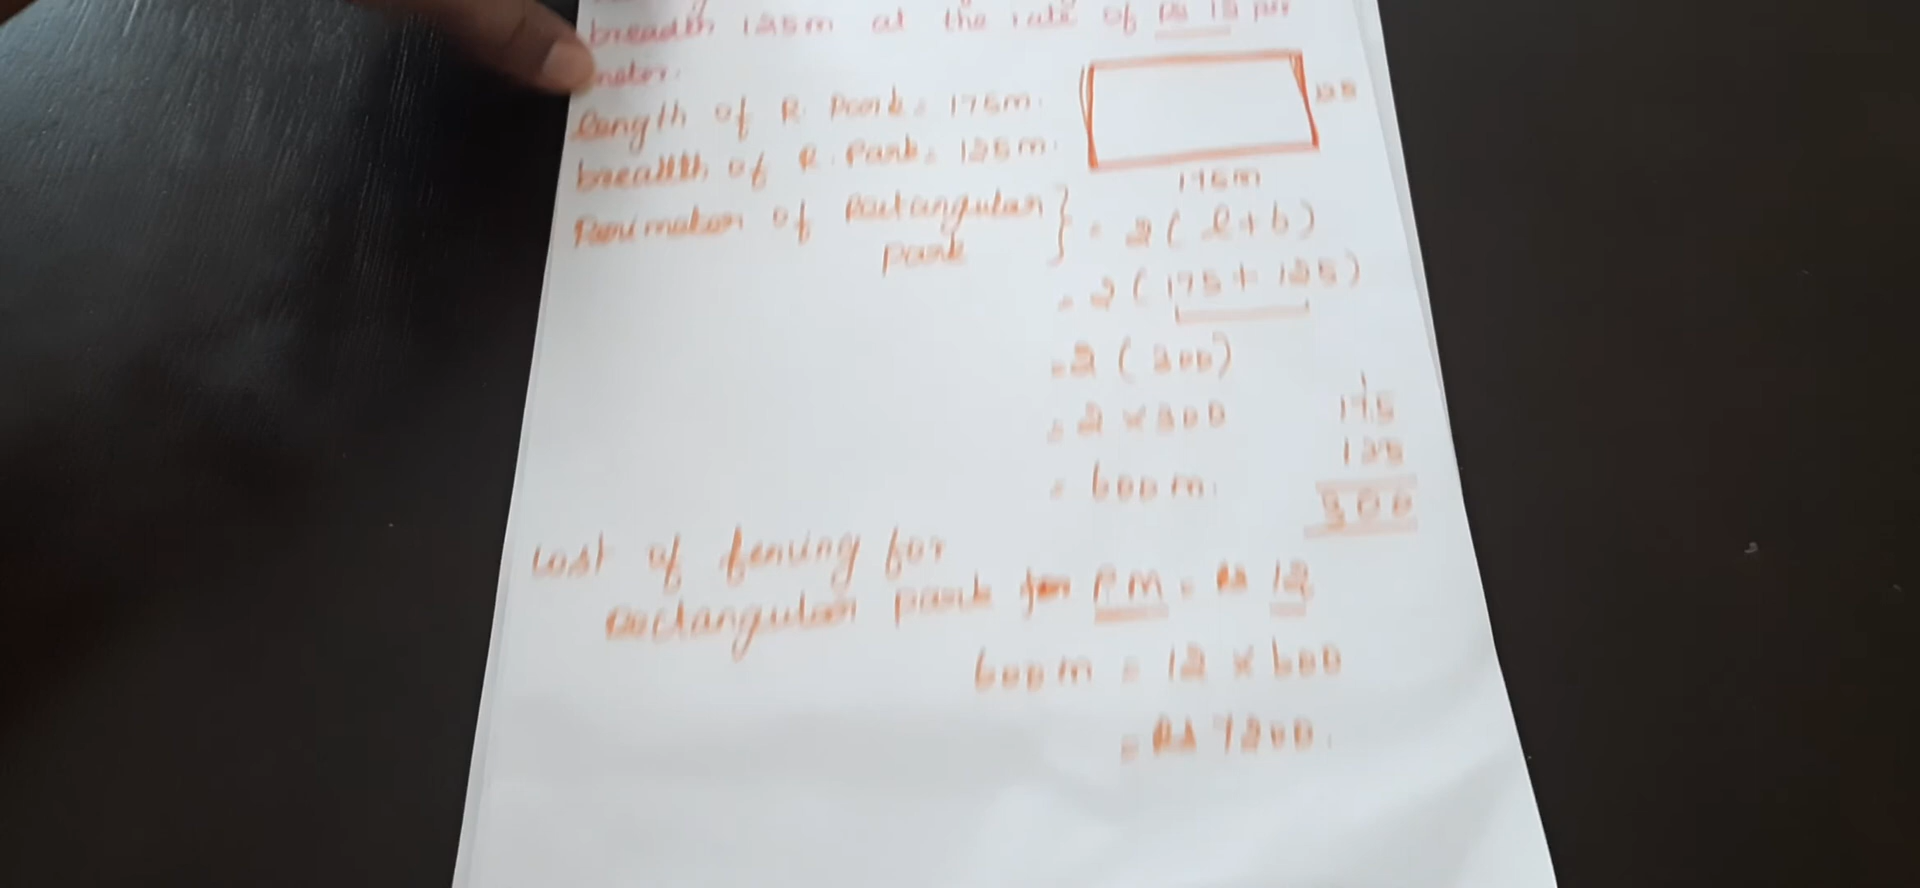 breadth 125m at the rate of Rs 12 per
meter.
length of R. Park = 175m.
breadth of R. Park = 125m.
125
175m
Perimeter of rectangular
park } = 2(l+b)
= 2(175+125)
= 2(300)
= 2×300
= 600m.
175
125
300
Cost of fencing for
rectangular park for PM = Rs 12
600m = 12 × 600
= Rs 7200.